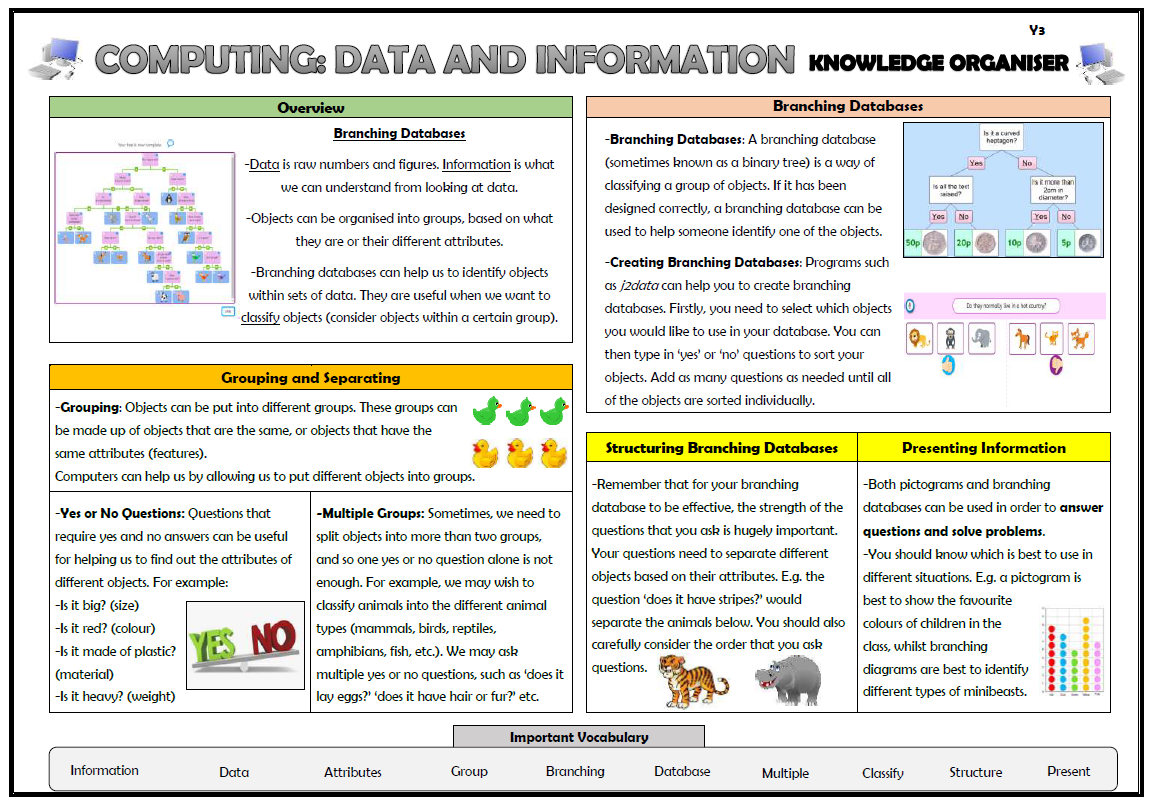 Y3
COMPUTING: DATA AND INFORMATION KNOWLEDGE ORGANISER
Overview
Branching Databases
-Data is raw numbers and figures. Information is what
we can understand from looking at data.
-Objects can be organised into groups, based on what
they are or their different attributes.
-Branching databases can help us to identify objects
within sets of data. They are useful when we want to
classify objects (consider objects within a certain group).
Grouping and Separating
-Grouping: Objects can be put into different groups. These groups can
be made up of objects that are the same, or objects that have the
same attributes (features).
Computers can help us by allowing us to put different objects into groups.
-Yes or No Questions: Questions that
require yes and no answers can be useful
for helping us to find out the attributes of
different objects. For example:
-Is it big? (size)
-Is it red? (colour)
-Is it made of plastic?
(material)
-Is it heavy? (weight)
YES NO
-Multiple Groups: Sometimes, we need to
split objects into more than two groups,
and so one yes or no question alone is not
enough. For example, we may wish to
classify animals into the different animal
types (mammals, birds, reptiles,
amphibians, fish, etc.). We may ask
multiple yes or no questions, such as ‘does it
lay eggs?’ ‘does it have hair or fur?’ etc.
Branching Databases
-Branching Databases: A branching database
(sometimes known as a binary tree) is a way of
classifying a group of objects. If it has been
designed correctly, a branching database can be
used to help someone identify one of the objects.
-Creating Branching Databases: Programs such
as j2data can help you to create branching
databases. Firstly, you need to select which objects
you would like to use in your database. You can
then type in ‘yes’ or ‘no’ questions to sort your
objects. Add as many questions as needed until all
of the objects are sorted individually.
Is it a curved
heptagon?
Yes No
Is all the text
raised?
Is it more than
2cm in
diameter?
Yes No Yes No
50p 20p 10p 5p
Do they normally live in a hot country?
Structuring Branching Databases
-Remember that for your branching
database to be effective, the strength of the
questions that you ask is hugely important.
Your questions need to separate different
objects based on their attributes. E.g. the
question ‘does it have stripes?’ would
separate the animals below. You should also
carefully consider the order that you ask
questions.
Presenting Information
-Both pictograms and branching
databases can be used in order to answer
questions and solve problems.
-You should know which is best to use in
different situations. E.g. a pictogram is
best to show the favourite
colours of children in the
class, whilst branching
diagrams are best to identify
different types of minibeasts.
Important Vocabulary
Information Data Attributes Group Branching Database Multiple Classify Structure Present